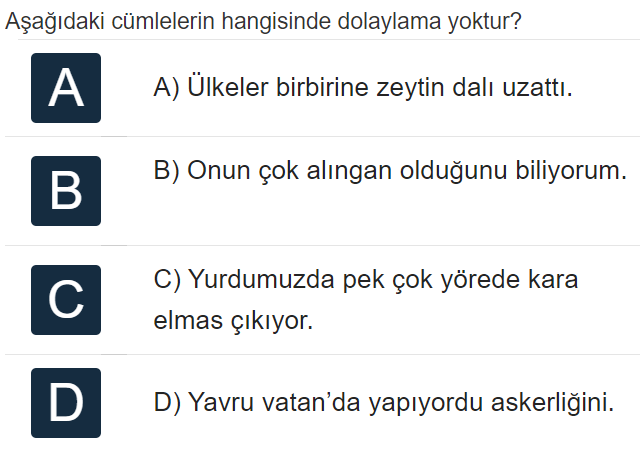 Aşağıdaki cümlelerin hangisinde dolaylama yoktur?
A
A) Ülkeler birbirine zeytin dalı uzattı.
B
B) Onun çok alıngan olduğunu biliyorum.
C
C) Yurdumuzda pek çok yörede kara
elmas çıkıyor.
D
D) Yavru vatan’da yapıyordu askerliğini.